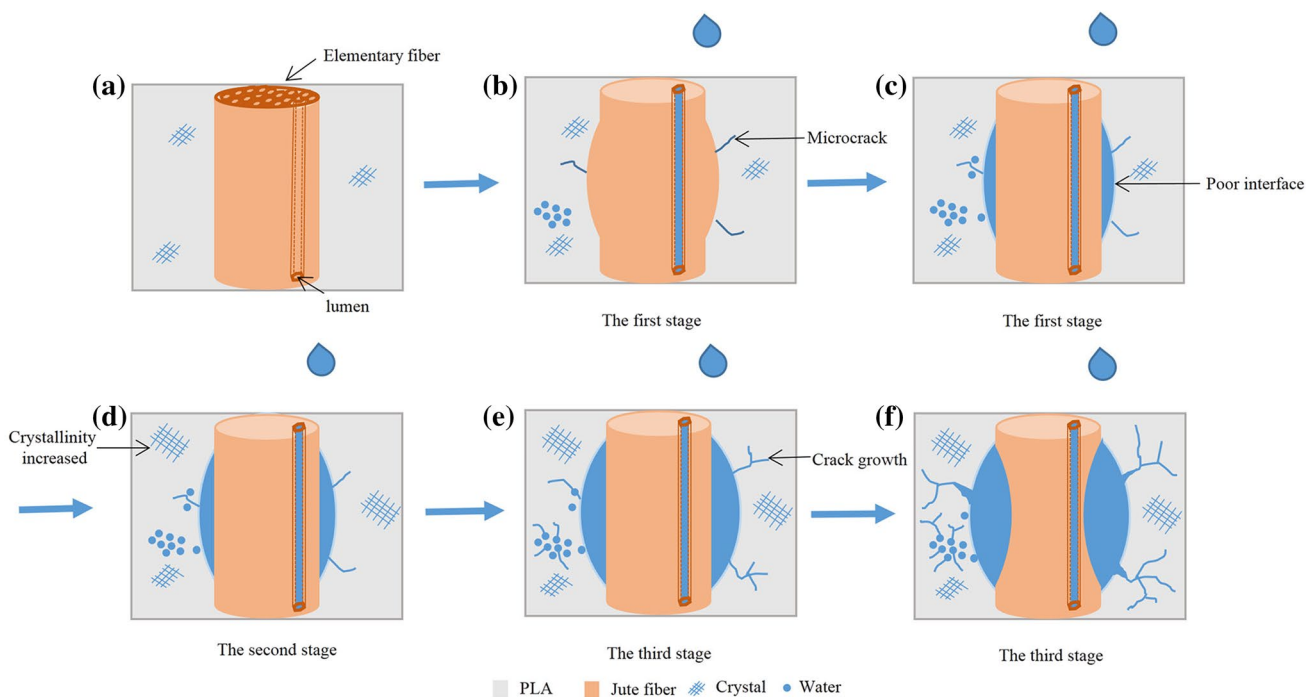 (a)
Elementary fiber
lumen
(b)
Microcrack
The first stage
(c)
Poor interface
The first stage
(d)
Crystallinity
increased
The second stage
(e)
Crack growth
The third stage
(f)
The third stage
PLA Jute fiber Crystal Water